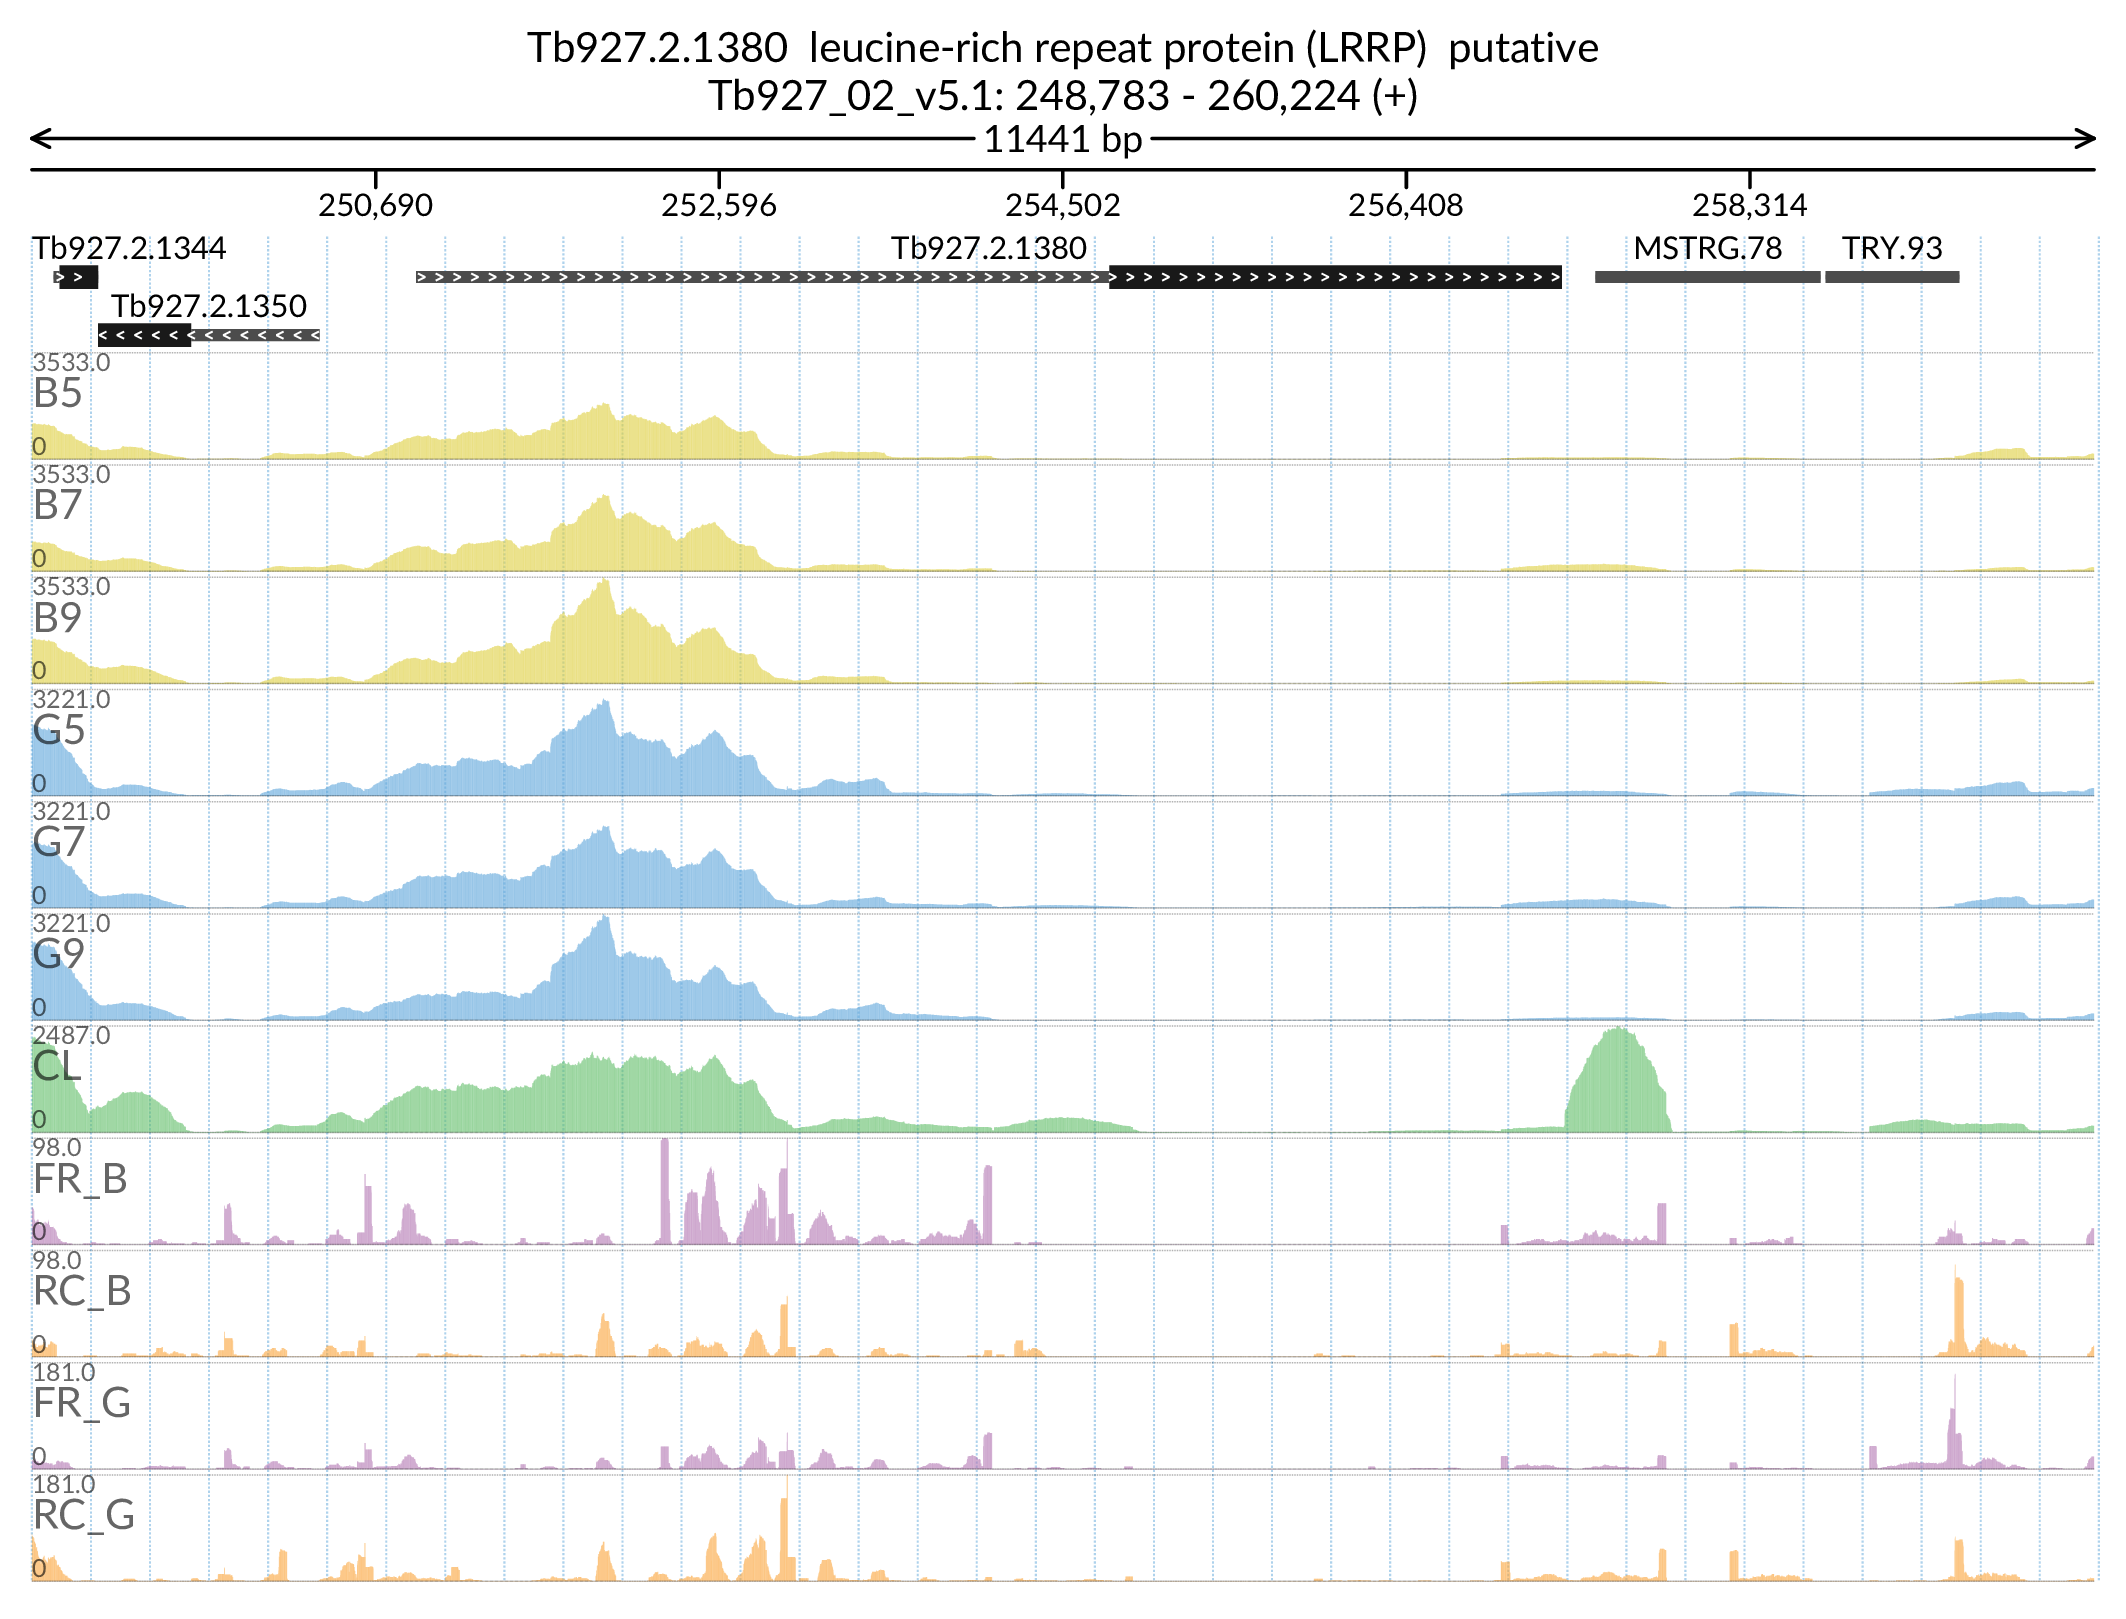 Tb927.2.1380  leucine-rich repeat protein (LRRP)  putative
Tb927_02_v5.1: 248,783 - 260,224 (+)
11441 bp
250,690 252,596 254,502 256,408 258,314
Tb927.2.1344 Tb927.2.1380 MSTRG.78 TRY.93
Tb927.2.1350
3533.0
B5
0
3533.0
B7
0
3533.0
B9
0
3221.0
G5
0
3221.0
G7
0
3221.0
G9
0
2487.0
CL
0
98.0
FR_B
0
98.0
RC_B
0
181.0
FR_G
0
181.0
RC_G
0